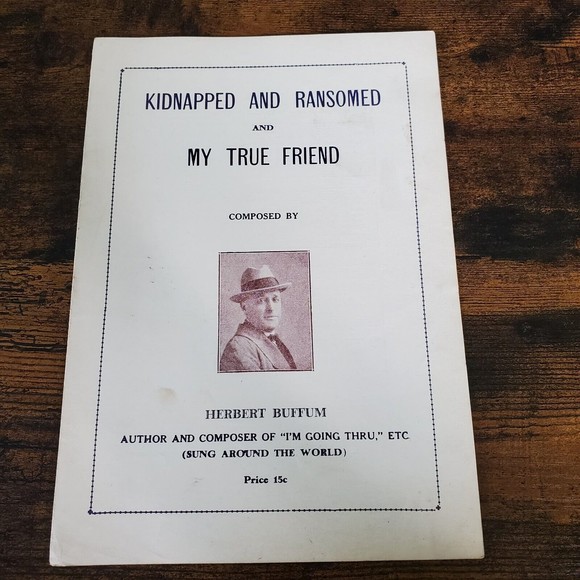 KIDNAPPED AND RANSOMED
AND
MY TRUE FRIEND
COMPOSED BY
HERBERT BUFFUM
AUTHOR AND COMPOSER OF "I'M GOING THRU," ETC.
(SUNG AROUND THE WORLD)
Price 15c